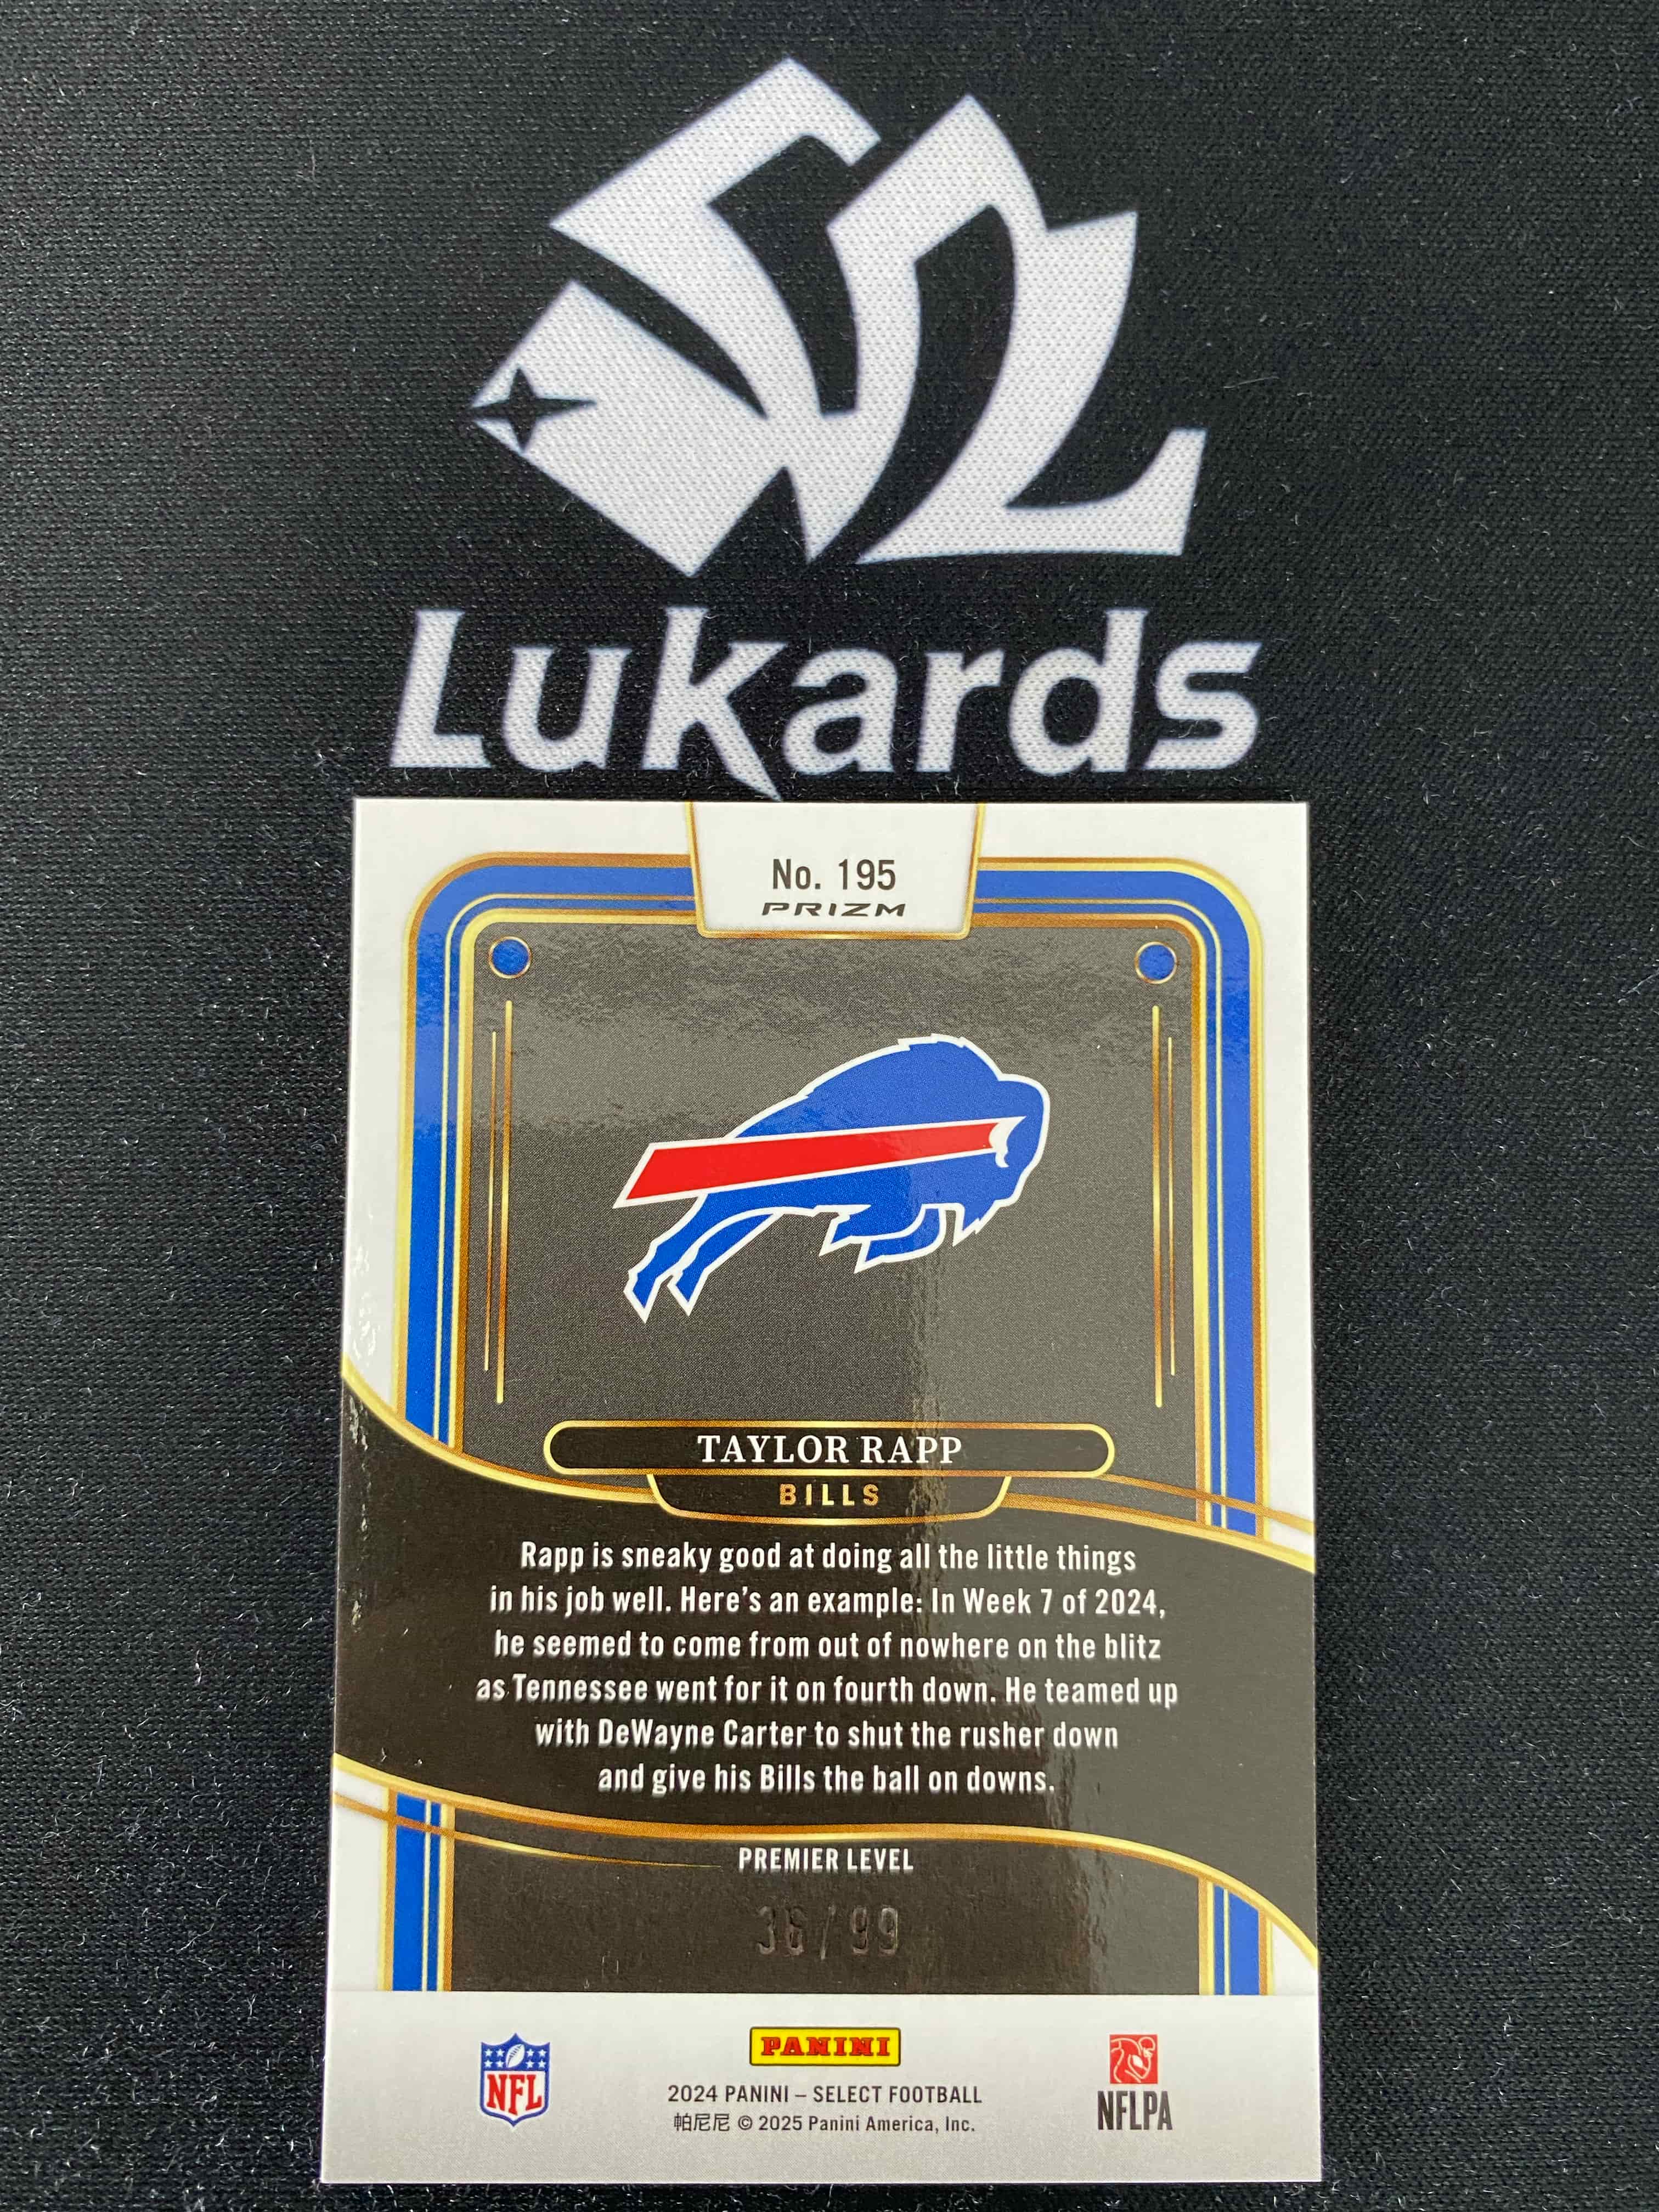 Lukards
No. 195
PRIZM
TAYLOR RAPP
BILLS
Rapp is sneaky good at doing all the little things
in his job well. Here's an example: In Week 7 of 2024,
he seemed to come from out of nowhere on the blitz
as Tennessee went for it on fourth down. He teamed up
with DeWayne Carter to shut the rusher down
and give his Bills the ball on downs.
PREMIER LEVEL
36/99
NFL
PANINI
2024 PANINI – SELECT FOOTBALL
帕尼尼 © 2025 Panini America, Inc.
NFLPA